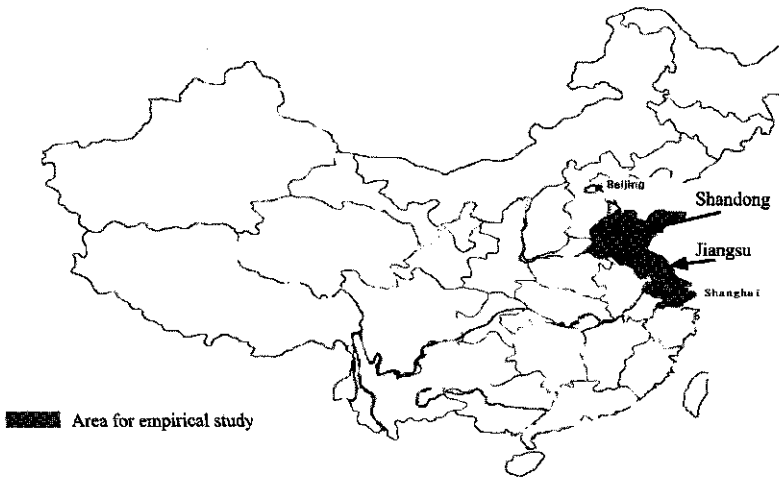 Beijing
Shandong
Jiangsu
Shanghai
Area for empirical study